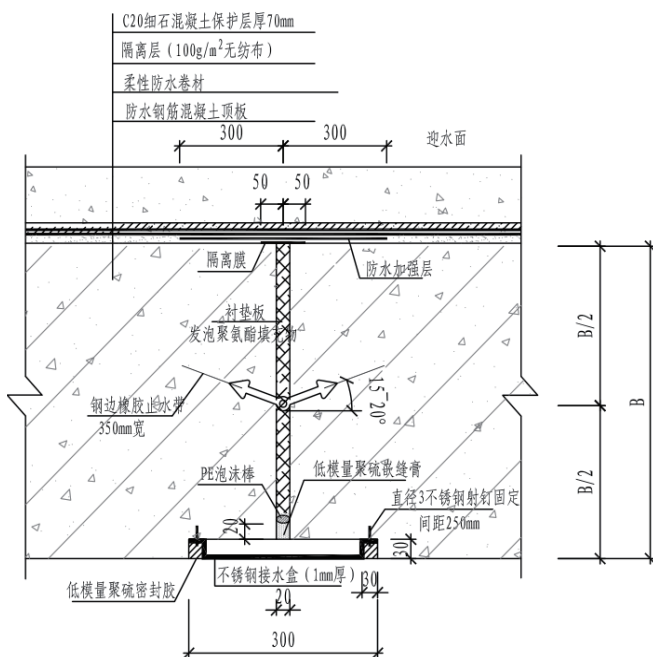 C20细石混凝土保护层厚70mm
隔离层（100g/m²无纺布）
柔性防水卷材
防水钢筋混凝土顶板
300
300
迎水面
50
50
隔离膜
防水加强层
衬垫板
发泡聚氨酯填充物
B/2
B
15~20°
钢边橡胶止水带
350mm宽
PE泡沫棒
低模量聚硫嵌缝膏
直径3不锈钢射钉固定
间距250mm
B/2
20
30
不锈钢接水盒（1mm厚）
30
低模量聚硫密封胶
20
300